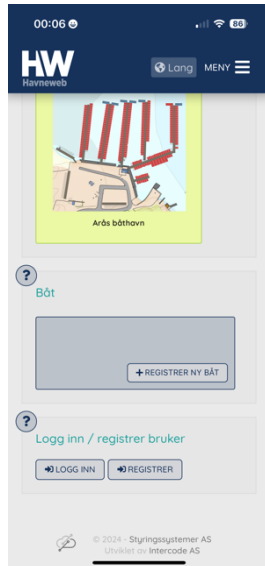 00:06
86
HW
Havneweb
Lang
MENY
Arås båthavn
?
Båt
+ REGISTRER NY BÅT
?
Logg inn / registrer bruker
LOGG INN
REGISTRER
© 2024 - Styringssystemer AS
Utviklet av Intercode AS